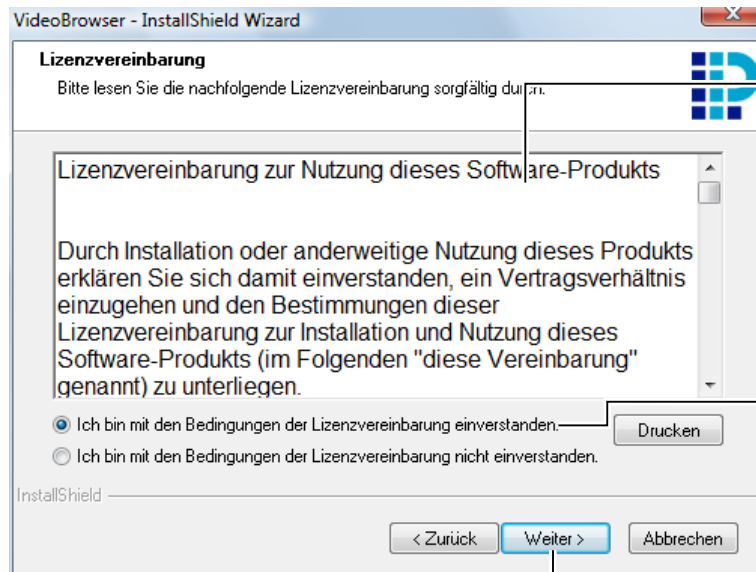 VideoBrowser - InstallShield Wizard
Lizenzvereinbarung
Bitte lesen Sie die nachfolgende Lizenzvereinbarung sorgfältig durch.
Lizenzvereinbarung zur Nutzung dieses Software-Produkts
Durch Installation oder anderweitige Nutzung dieses Produkts
erklären Sie sich damit einverstanden, ein Vertragsverhältnis
einzugehen und den Bestimmungen dieser
Lizenzvereinbarung zur Installation und Nutzung dieses
Software-Produkts (im Folgenden "diese Vereinbarung"
genannt) zu unterliegen.
Ich bin mit den Bedingungen der Lizenzvereinbarung einverstanden.
Drucken
Ich bin mit den Bedingungen der Lizenzvereinbarung nicht einverstanden.
InstallShield
< Zurück Weiter > Abbrechen